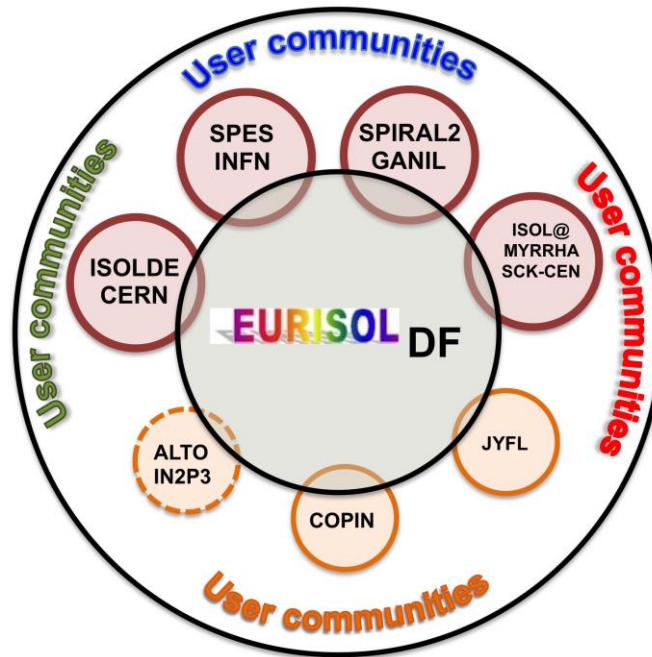 User communities
SPES
INFN
SPIRAL2
GANIL
User communities
User communities
ISOL@
MYRRHA
SCK-CEN
ISOLDE
CERN
EURISOL DF
ALTO
IN2P3
JYFL
COPIN
User communities